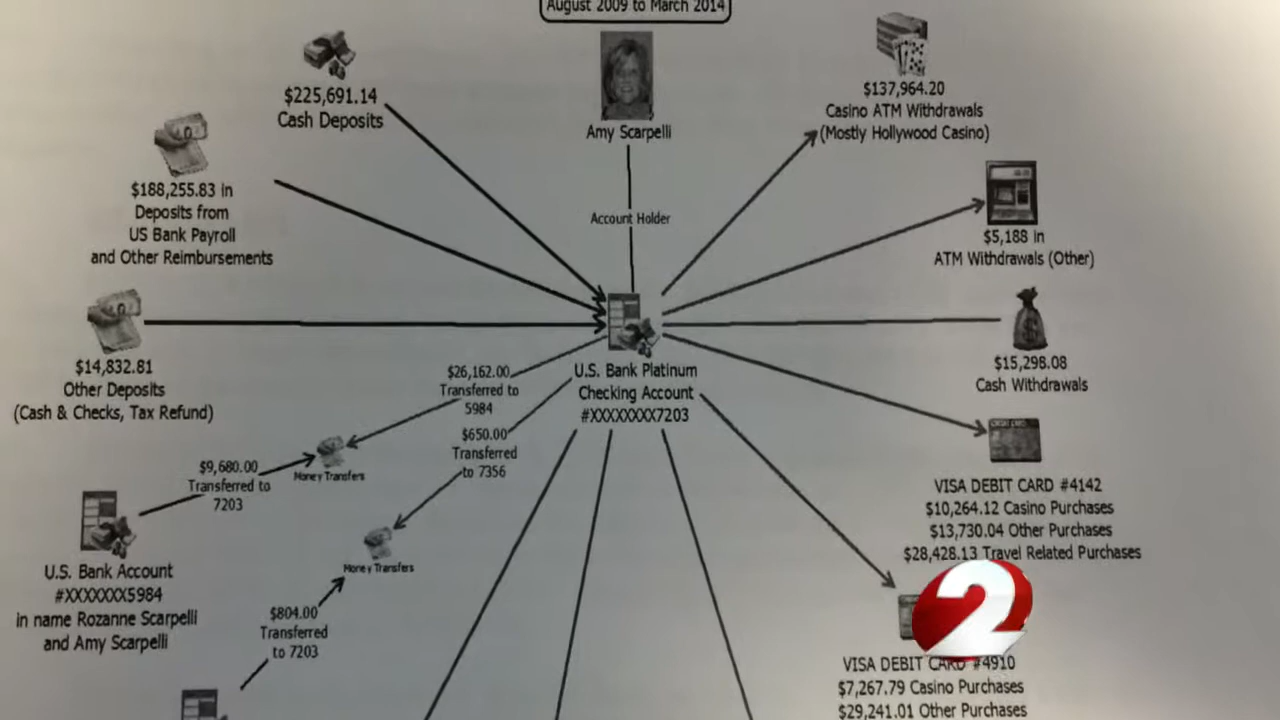 August 2009 to March 2014
$225,691.14
Cash Deposits
Amy Scarpelli
$137,964.20
Casino ATM Withdrawals
(Mostly Hollywood Casino)
$188,255.83 in
Deposits from
US Bank Payroll
and Other Reimbursements
Account Holder
$5,188 in
ATM Withdrawals (Other)
$14,832.81
Other Deposits
(Cash & Checks, Tax Refund)
$26,162.00
Transferred to
5984
U.S. Bank Platinum
Checking Account
#XXXXXXXX7203
$15,298.08
Cash Withdrawals
$650.00
Transferred
to 7356
$9,680.00
Transferred to
7203
Money Transfers
CREDIT CARD
VISA DEBIT CARD #4142
$10,264.12 Casino Purchases
$13,730.04 Other Purchases
$28,428.13 Travel Related Purchases
U.S. Bank Account
#XXXXXXX5984
in name Rozanne Scarpelli
and Amy Scarpelli
Money Transfers
$804.00
Transferred
to 7203
2
VISA DEBIT CARD #4910
$7,267.79 Casino Purchases
$29,241.01 Other Purchases